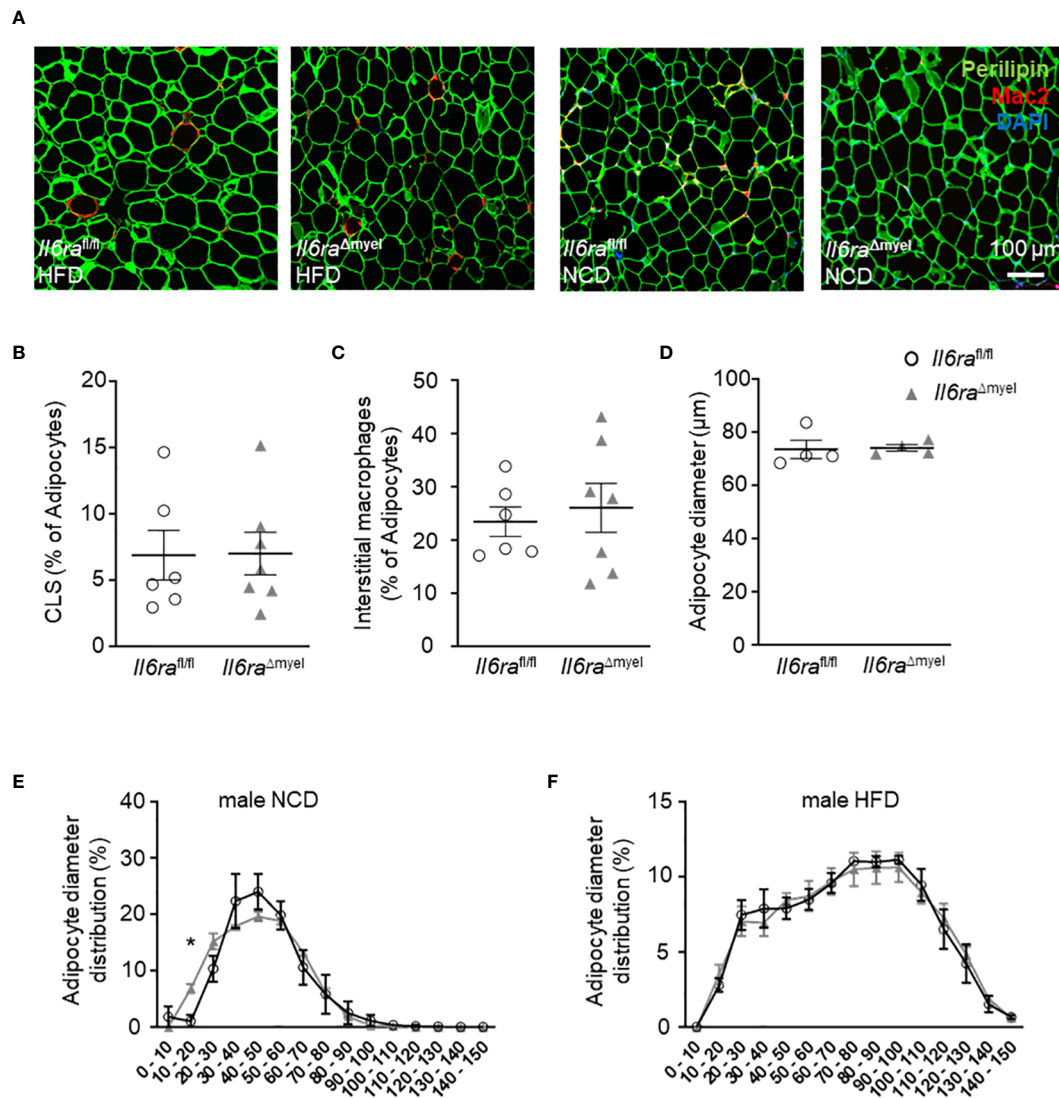 A
Il6ra^fl/fl
HFD
Il6ra^Δmyel
HFD
Il6ra^fl/fl
NCD
Perilipin
Mac2
DAPI
Il6ra^Δmyel
NCD
100 µm
B
CLS (% of Adipocytes)
20
15
10
5
0
Il6ra^fl/fl
Il6ra^Δmyel
C
Interstitial macrophages
(% of Adipocytes)
50
40
30
20
10
0
Il6ra^fl/fl
Il6ra^Δmyel
D
Il6ra^fl/fl
Il6ra^Δmyel
Adipocyte diameter (µm)
100
80
60
40
20
0
Il6ra^fl/fl
Il6ra^Δmyel
E
male NCD
Adipocyte diameter
distribution (%)
40
30
20
10
0
*
0 - 10
10 - 20
20 - 30
30 - 40
40 - 50
50 - 60
60 - 70
70 - 80
80 - 90
90 - 100
100 - 110
110 - 120
120 - 130
130 - 140
140 - 150
F
male HFD
Adipocyte diameter
distribution (%)
15
10
5
0
0 - 10
10 - 20
20 - 30
30 - 40
40 - 50
50 - 60
60 - 70
70 - 80
80 - 90
90 - 100
100 - 110
110 - 120
120 - 130
130 - 140
140 - 150